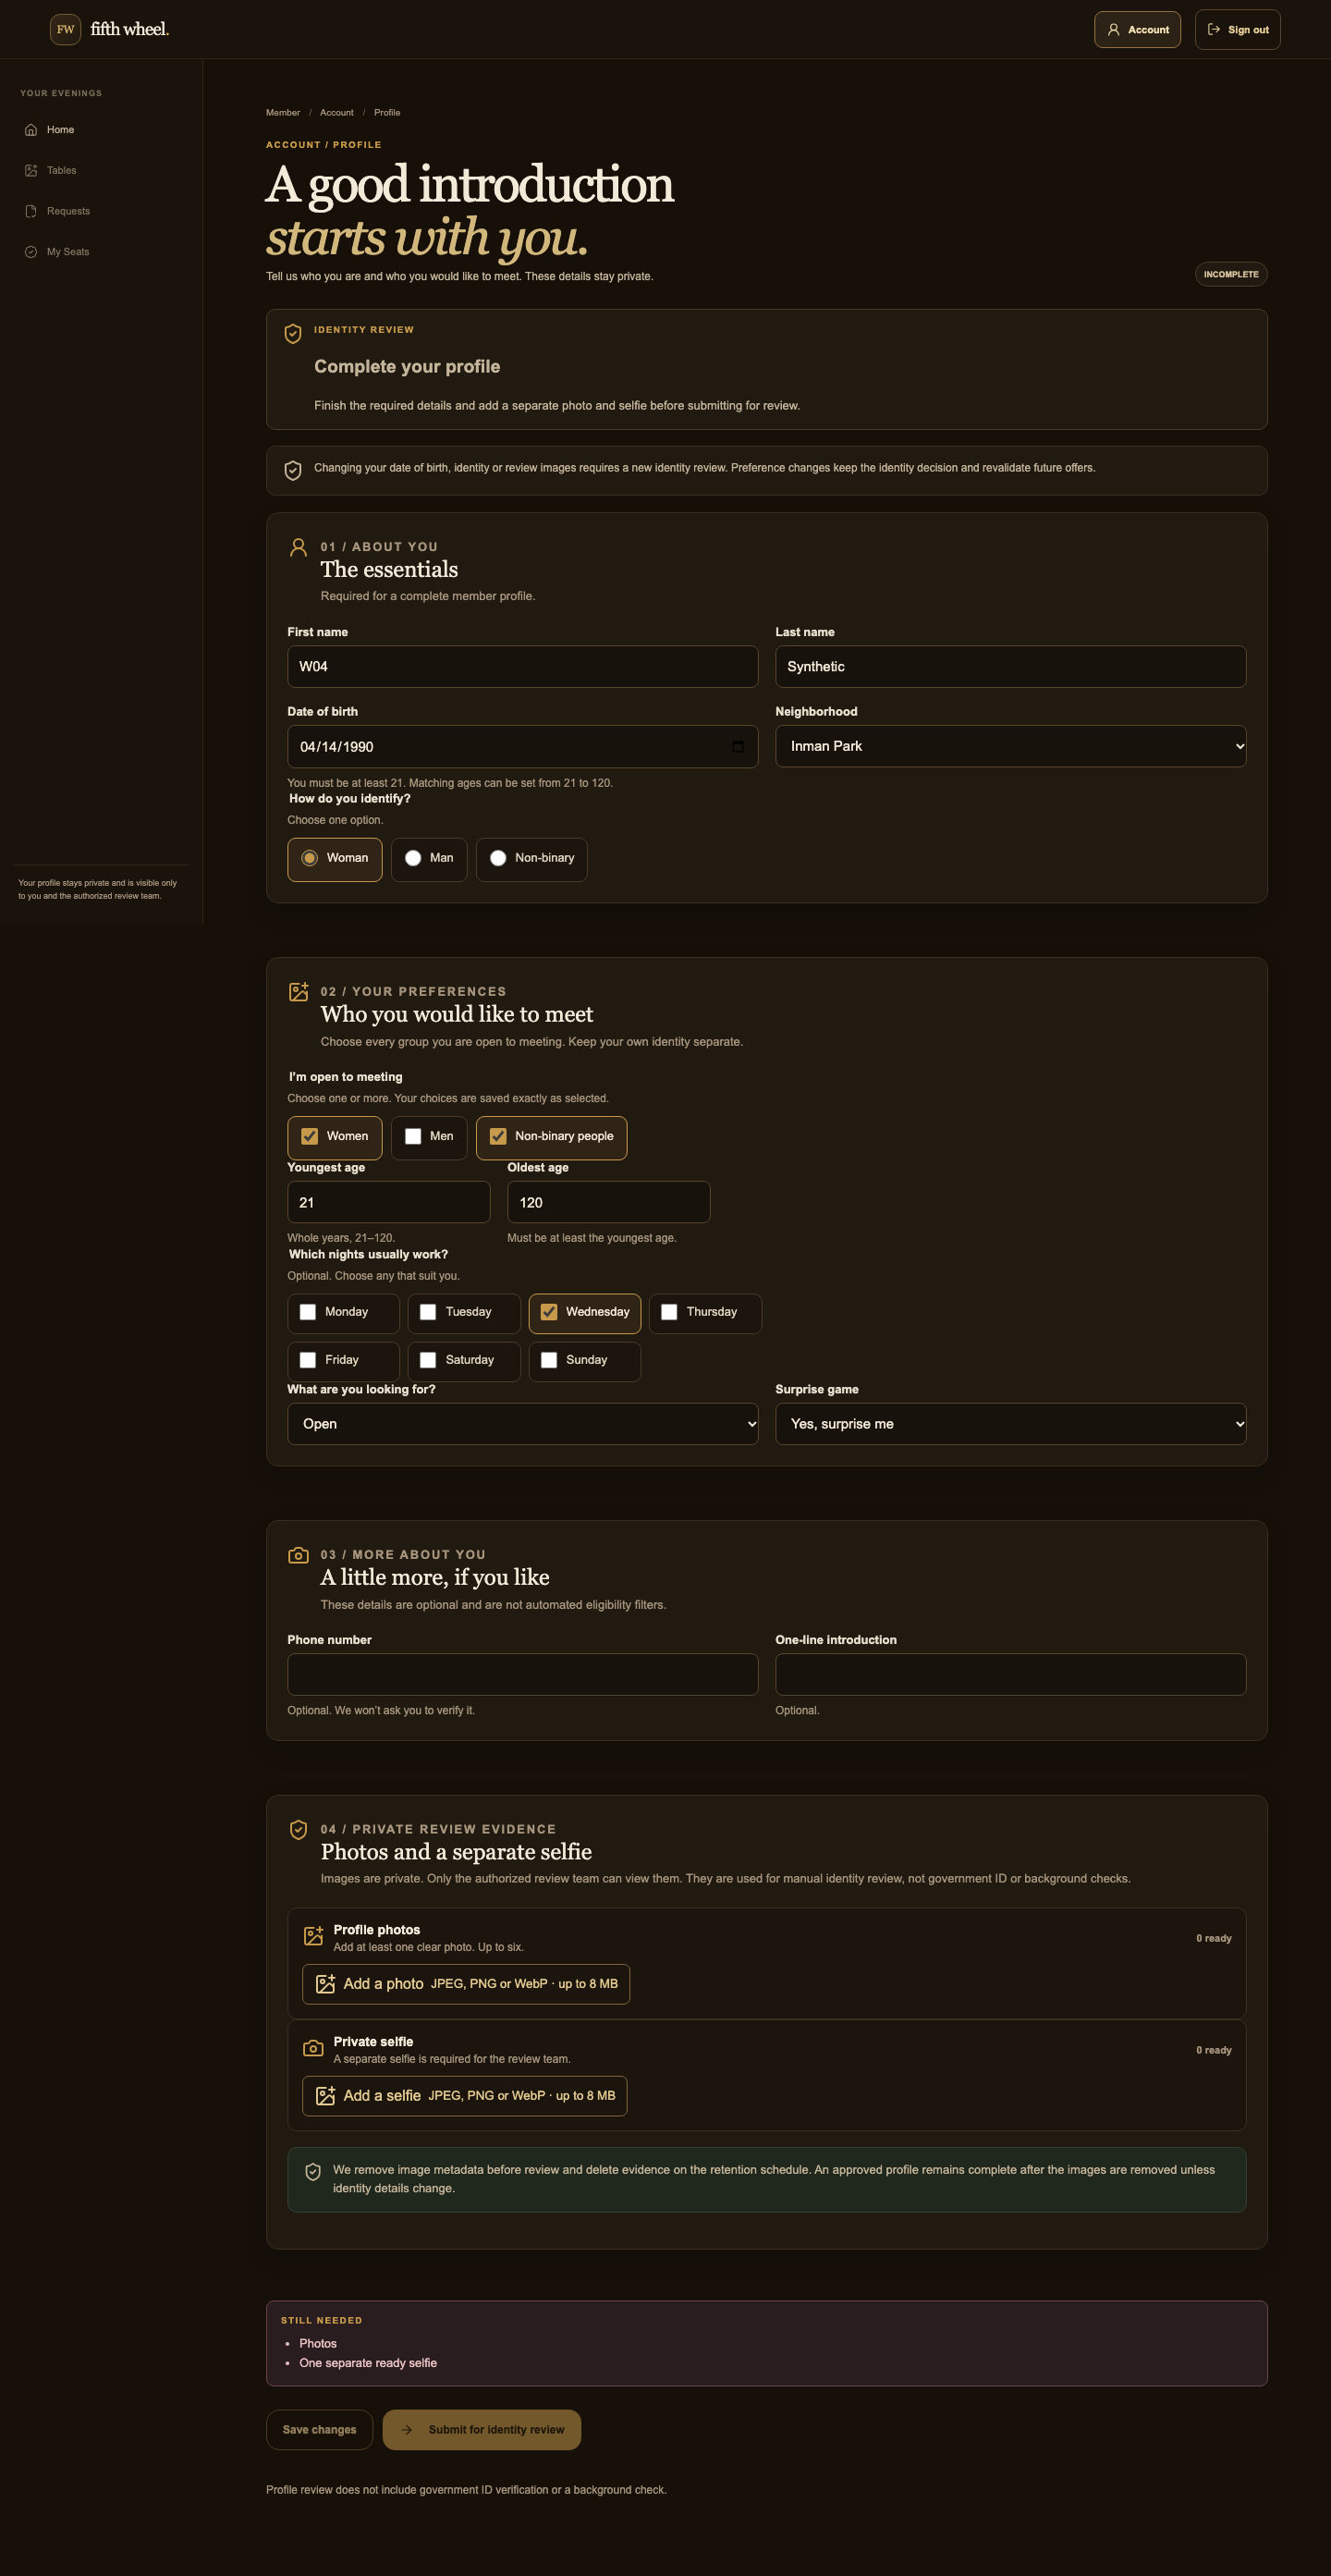 FW fifth wheel.
Account
Sign out
YOUR EVENINGS
Home
Tables
Requests
My Seats
Your profile stays private and is visible only
to you and the authorized review team.
Member / Account / Profile
ACCOUNT / PROFILE
A good introduction
starts with you.
Tell us who you are and who you would like to meet. These details stay private.
INCOMPLETE
IDENTITY REVIEW
Complete your profile
Finish the required details and add a separate photo and selfie before submitting for review.
Changing your date of birth, identity or review images requires a new identity review. Preference changes keep the identity decision and revalidate future offers.
01 / ABOUT YOU
The essentials
Required for a complete member profile.
First name
W04
Last name
Synthetic
Date of birth
04/14/1990
Neighborhood
Inman Park
You must be at least 21. Matching ages can be set from 21 to 120.
How do you identify?
Choose one option.
Woman
Man
Non-binary
02 / YOUR PREFERENCES
Who you would like to meet
Choose every group you are open to meeting. Keep your own identity separate.
I'm open to meeting
Choose one or more. Your choices are saved exactly as selected.
Women
Men
Non-binary people
Youngest age
21
Whole years, 21–120.
Oldest age
120
Must be at least the youngest age.
Which nights usually work?
Optional. Choose any that suit you.
Monday
Tuesday
Wednesday
Thursday
Friday
Saturday
Sunday
What are you looking for?
Open
Surprise game
Yes, surprise me
03 / MORE ABOUT YOU
A little more, if you like
These details are optional and are not automated eligibility filters.
Phone number
Optional. We won't ask you to verify it.
One-line introduction
Optional.
04 / PRIVATE REVIEW EVIDENCE
Photos and a separate selfie
Images are private. Only the authorized review team can view them. They are used for manual identity review, not government ID or background checks.
Profile photos
Add at least one clear photo. Up to six.
0 ready
Add a photo JPEG, PNG or WebP · up to 8 MB
Private selfie
A separate selfie is required for the review team.
0 ready
Add a selfie JPEG, PNG or WebP · up to 8 MB
We remove image metadata before review and delete evidence on the retention schedule. An approved profile remains complete after the images are removed unless
identity details change.
STILL NEEDED
• Photos
• One separate ready selfie
Save changes
Submit for identity review
Profile review does not include government ID verification or a background check.